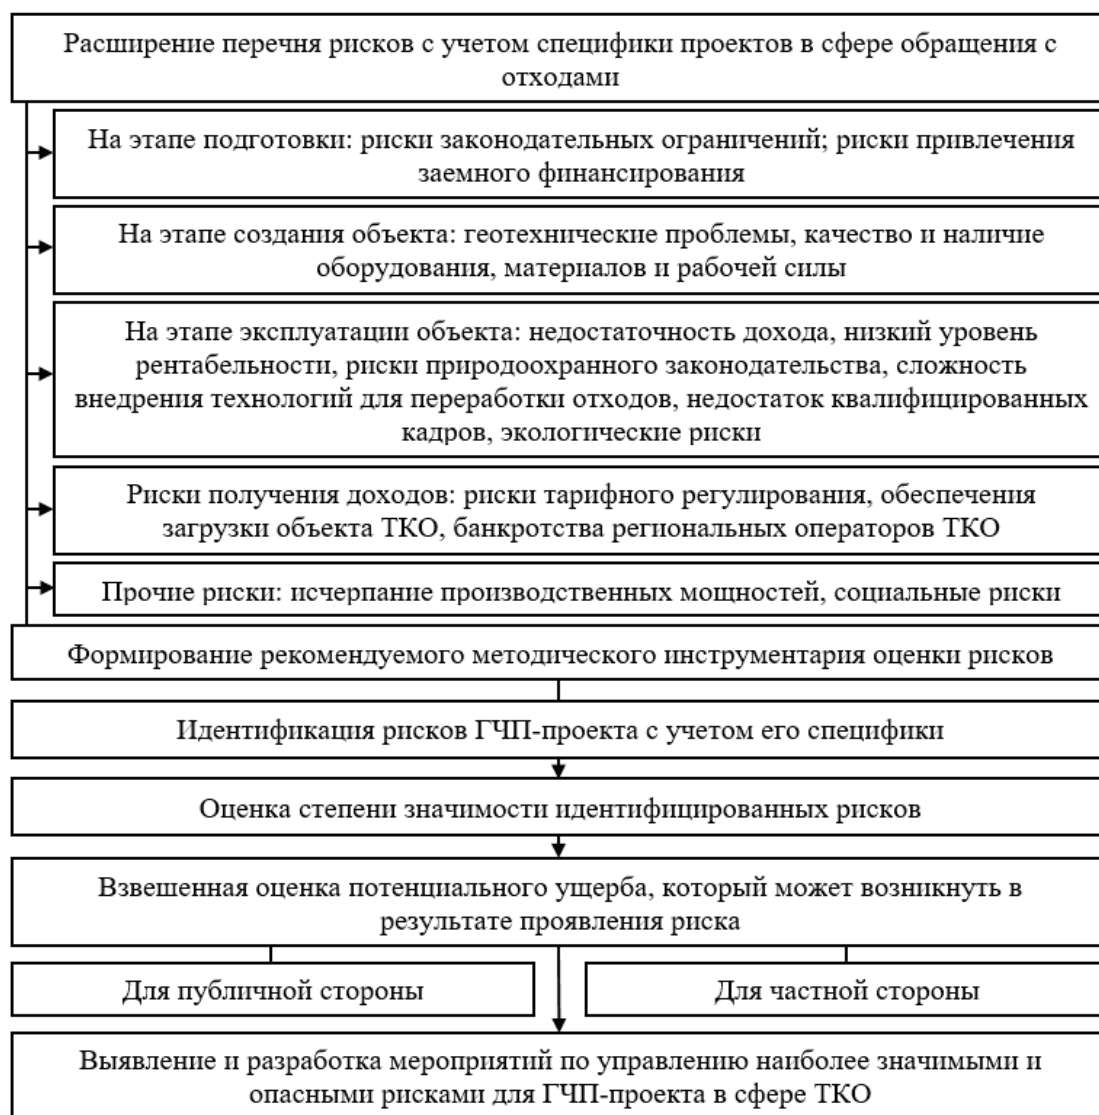 Расширение перечня рисков с учетом специфики проектов в сфере обращения с
отходами
На этапе подготовки: риски законодательных ограничений; риски привлечения
заемного финансирования
На этапе создания объекта: геотехнические проблемы, качество и наличие
оборудования, материалов и рабочей силы
На этапе эксплуатации объекта: недостаточность дохода, низкий уровень
рентабельности, риски природоохранного законодательства, сложность
внедрения технологий для переработки отходов, недостаток квалифицированных
кадров, экологические риски
Риски получения доходов: риски тарифного регулирования, обеспечения
загрузки объекта ТКО, банкротства региональных операторов ТКО
Прочие риски: исчерпание производственных мощностей, социальные риски
Формирование рекомендуемого методического инструментария оценки рисков
Идентификация рисков ГЧП-проекта с учетом его специфики
Оценка степени значимости идентифицированных рисков
Взвешенная оценка потенциального ущерба, который может возникнуть в
результате проявления риска
Для публичной стороны
Для частной стороны
Выявление и разработка мероприятий по управлению наиболее значимыми и
опасными рисками для ГЧП-проекта в сфере ТКО